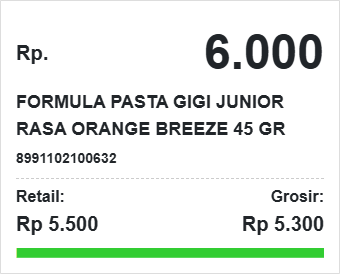 Rp. 6.000
FORMULA PASTA GIGI JUNIOR
RASA ORANGE BREEZE 45 GR
8991102100632
Retail: Grosir:
Rp 5.500 Rp 5.300